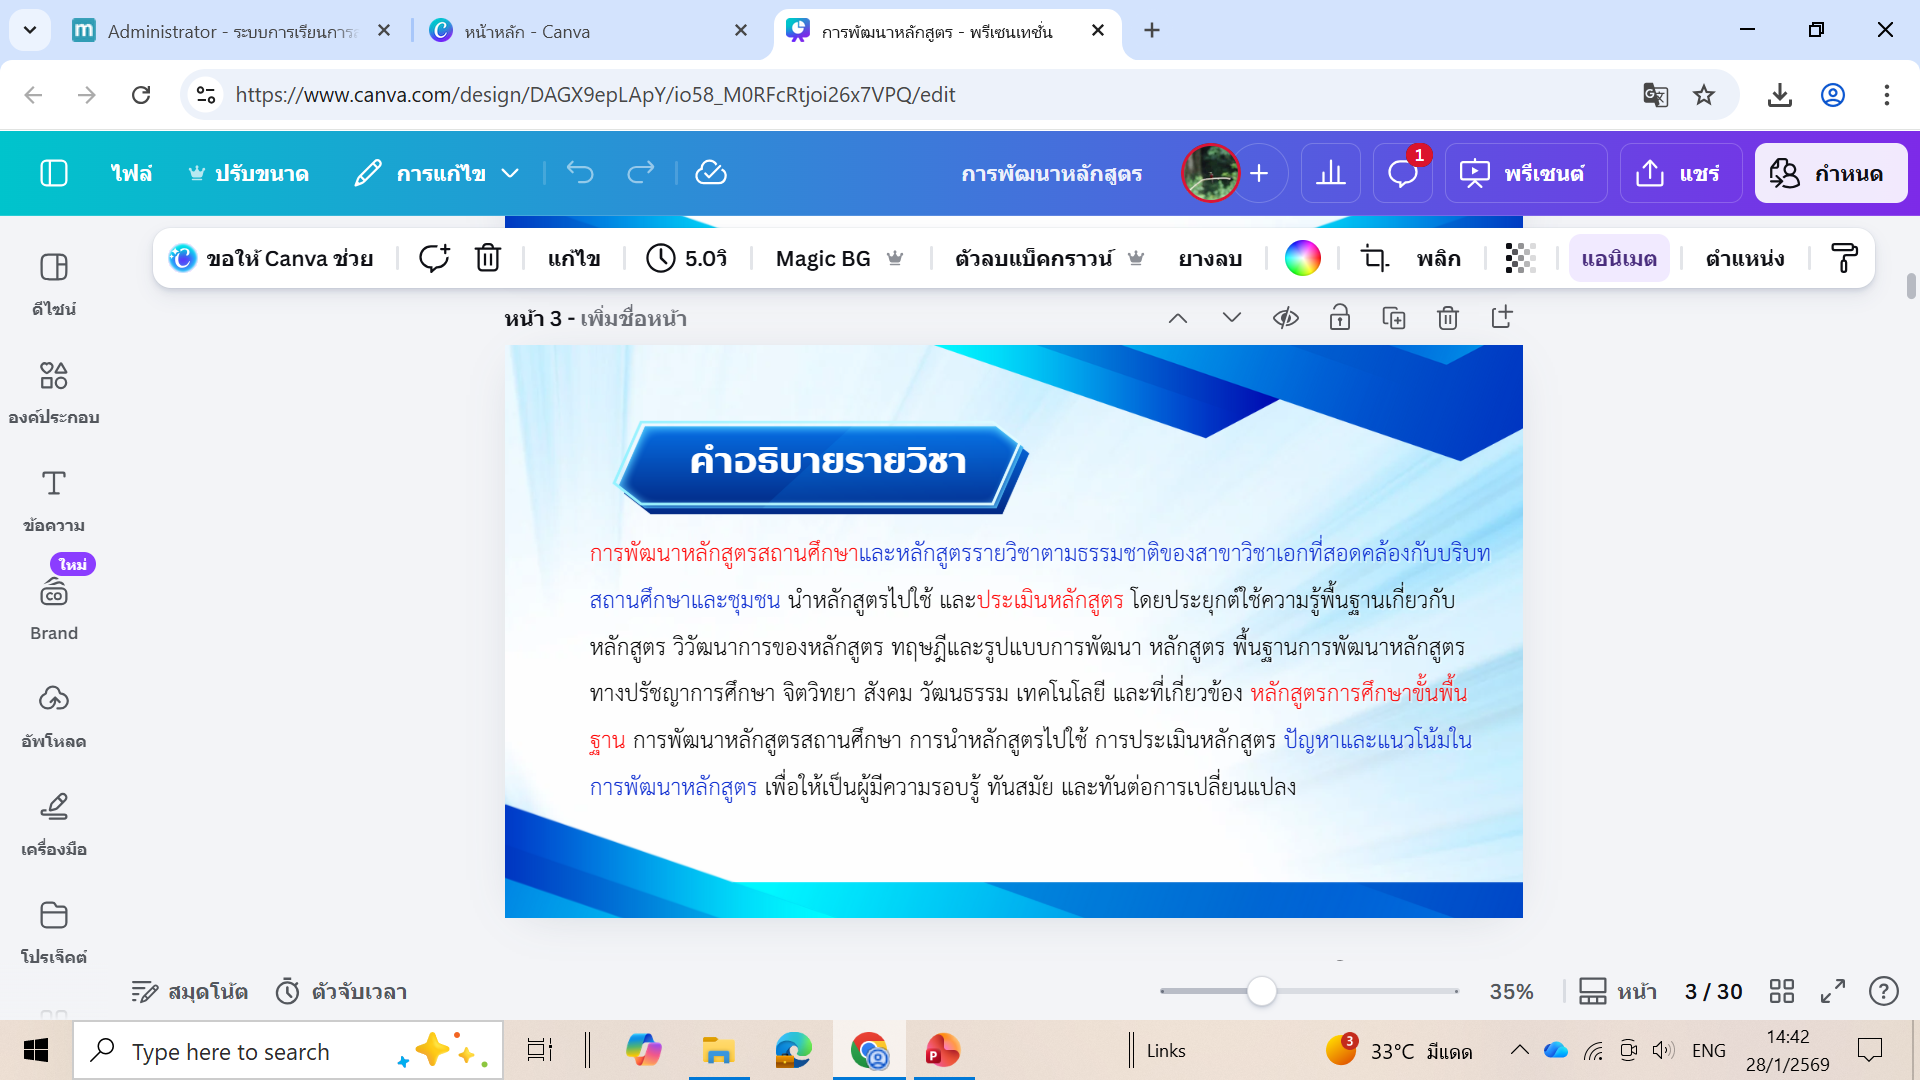 Administrator - ระบบการเรียนการส
หน้าหลัก - Canva
การพัฒนาหลักสูตร - พรีเซนเทชั่น
https://www.canva.com/design/DAGX9epLApY/io58_M0RFcRtjoi26x7VPQ/edit
ไฟล์ ปรับขนาด การแก้ไข การพัฒนาหลักสูตร 1 พรีเซนต์ แชร์ กำหนด
ขอให้ Canva ช่วย แก้ไข 5.0วิ Magic BG ตัวลบแบ็คกราวน์ ยางลบ พลิก แอนิเมต ตำแหน่ง
ดีไซน์
องค์ประกอบ
ข้อความ
ใหม่
Brand
อัพโหลด
เครื่องมือ
โปรเจ็คต์
หน้า 3 - เพิ่มชื่อหน้า
คำอธิบายรายวิชา
การพัฒนาหลักสูตรสถานศึกษาและหลักสูตรรายวิชาตามธรรมชาติของสาขาวิชาเอกที่สอดคล้องกับบริบท
สถานศึกษาและชุมชน นำหลักสูตรไปใช้ และประเมินหลักสูตร โดยประยุกต์ใช้ความรู้พื้นฐานเกี่ยวกับ
หลักสูตร วิวัฒนาการของหลักสูตร ทฤษฎีและรูปแบบการพัฒนา หลักสูตร พื้นฐานการพัฒนาหลักสูตร
ทางปรัชญาการศึกษา จิตวิทยา สังคม วัฒนธรรม เทคโนโลยี และที่เกี่ยวข้อง หลักสูตรการศึกษาขั้นพื้น
ฐาน การพัฒนาหลักสูตรสถานศึกษา การนำหลักสูตรไปใช้ การประเมินหลักสูตร ปัญหาและแนวโน้มใน
การพัฒนาหลักสูตร เพื่อให้เป็นผู้มีความรอบรู้ ทันสมัย และทันต่อการเปลี่ยนแปลง
สมุดโน้ต ตัวจับเวลา 35% หน้า 3 / 30
Type here to search
Links
3 33°C มีแดด
ENG
14:42
28/1/2569